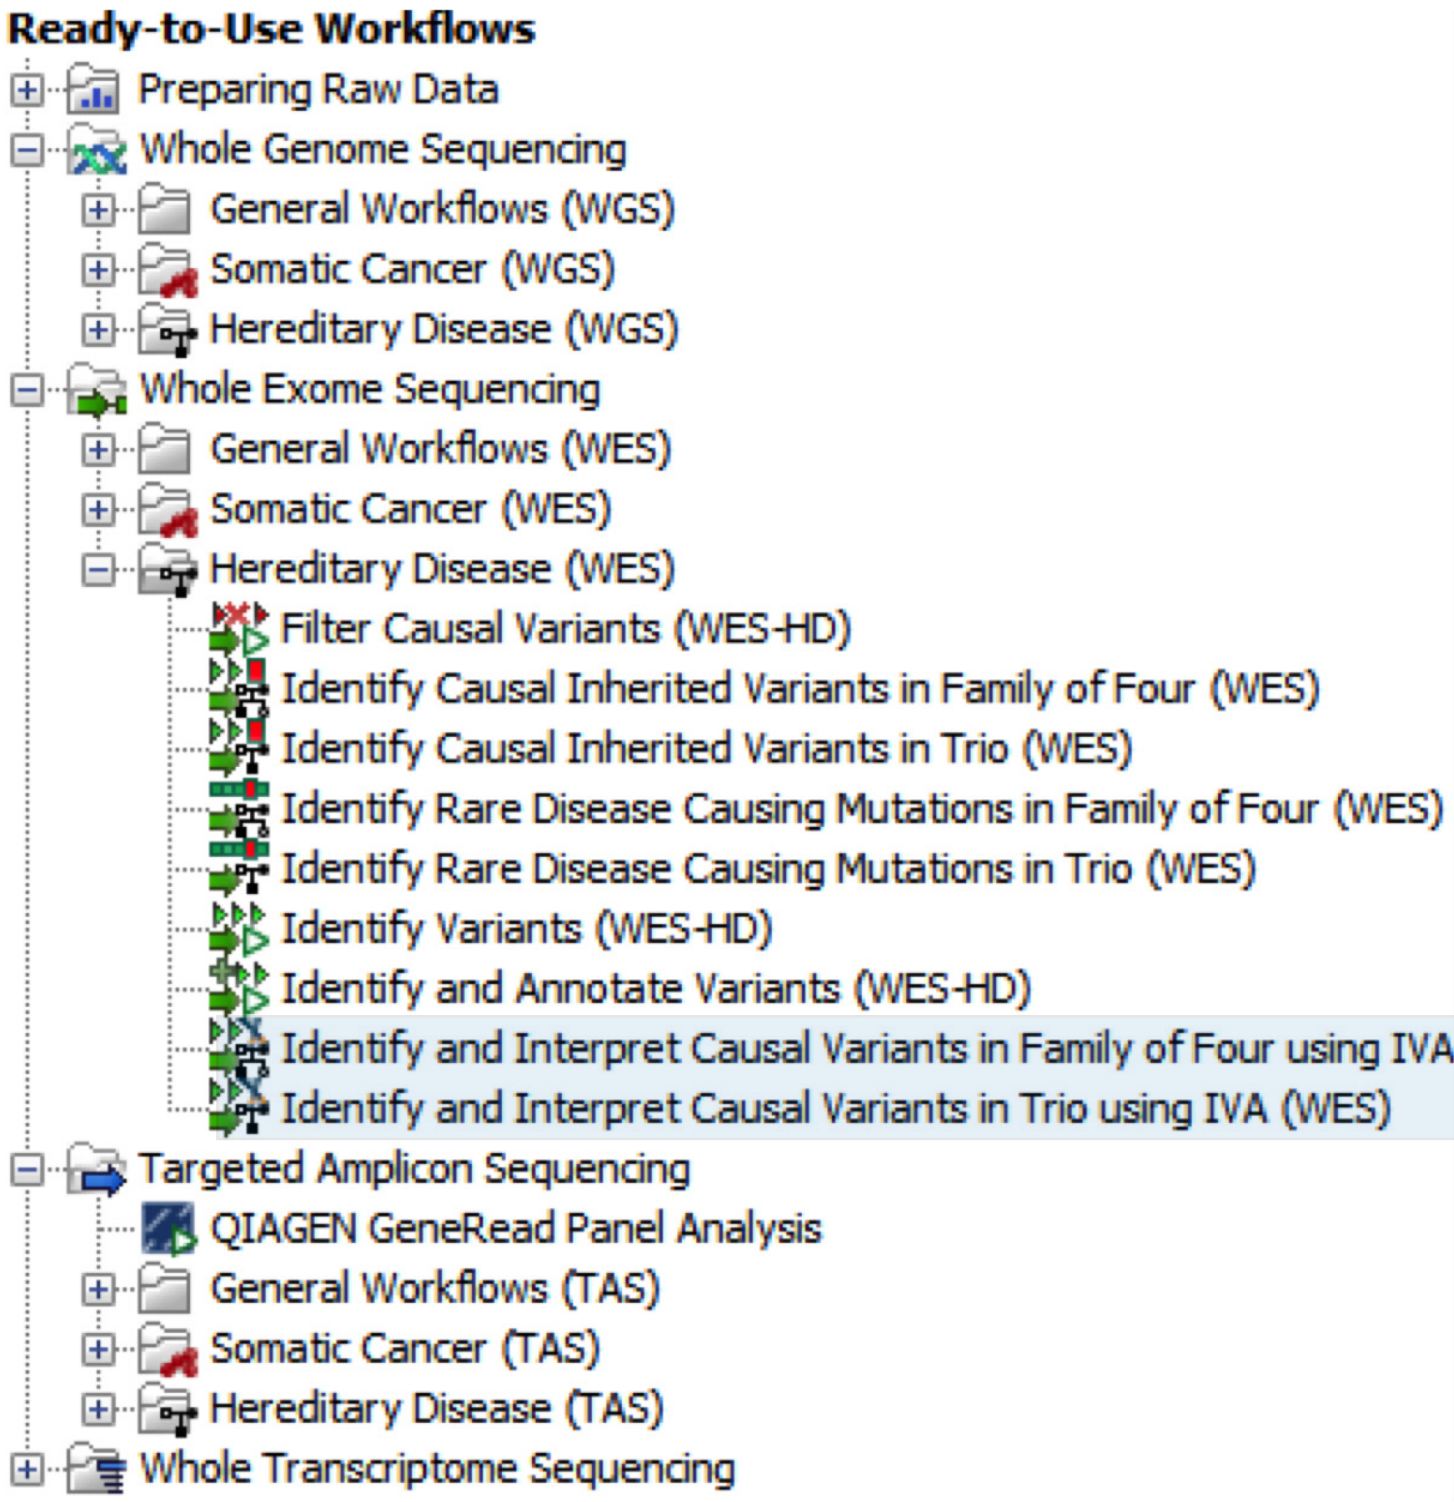 Ready-to-Use Workflows
Preparing Raw Data
Whole Genome Sequencing
General Workflows (WGS)
Somatic Cancer (WGS)
Hereditary Disease (WGS)
Whole Exome Sequencing
General Workflows (WES)
Somatic Cancer (WES)
Hereditary Disease (WES)
Filter Causal Variants (WES-HD)
Identify Causal Inherited Variants in Family of Four (WES)
Identify Causal Inherited Variants in Trio (WES)
Identify Rare Disease Causing Mutations in Family of Four (WES)
Identify Rare Disease Causing Mutations in Trio (WES)
Identify Variants (WES-HD)
Identify and Annotate Variants (WES-HD)
Identify and Interpret Causal Variants in Family of Four using IVA
Identify and Interpret Causal Variants in Trio using IVA (WES)
Targeted Amplicon Sequencing
QIAGEN GeneRead Panel Analysis
General Workflows (TAS)
Somatic Cancer (TAS)
Hereditary Disease (TAS)
Whole Transcriptome Sequencing